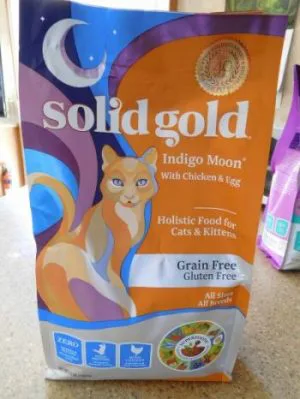 solid gold
Indigo Moon
With Chicken & Egg
Holistic Food for
Cats & Kittens
Grain Free
Gluten Free
All Sizes
All Breeds
ZERO